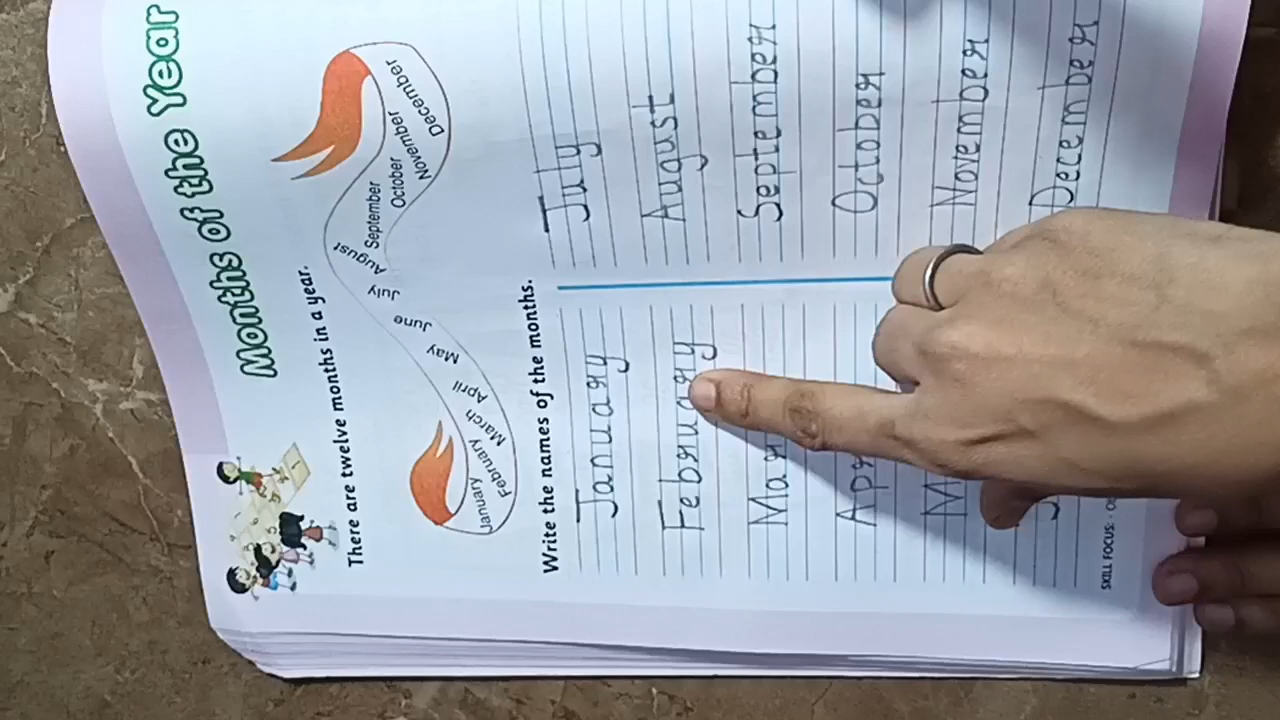 Months of the Year
There are twelve months in a year.
January
February
March
April
May
June
July
August
September
October
November
December
Write the names of the months.
January July
February August
September
October
November
December
SKILL FOCUS: